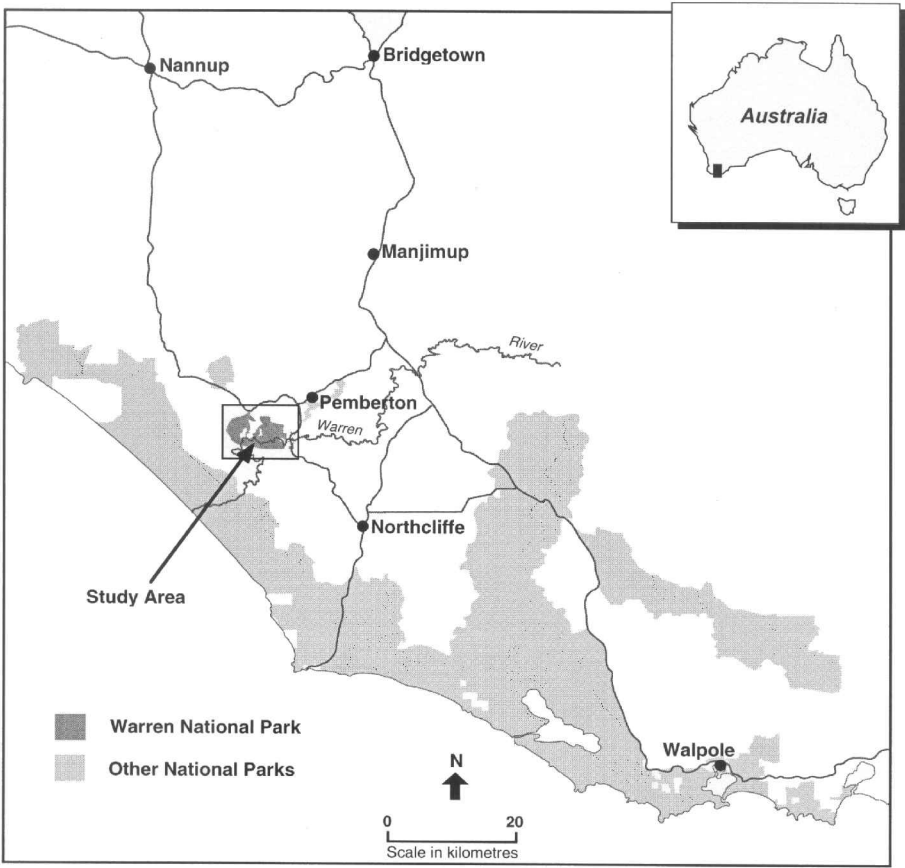 Nannup
Bridgetown
Australia
Manjimup
River
Pemberton
Warren
Northcliffe
Study Area
Warren National Park
Other National Parks
Walpole
N
0 20
Scale in kilometres